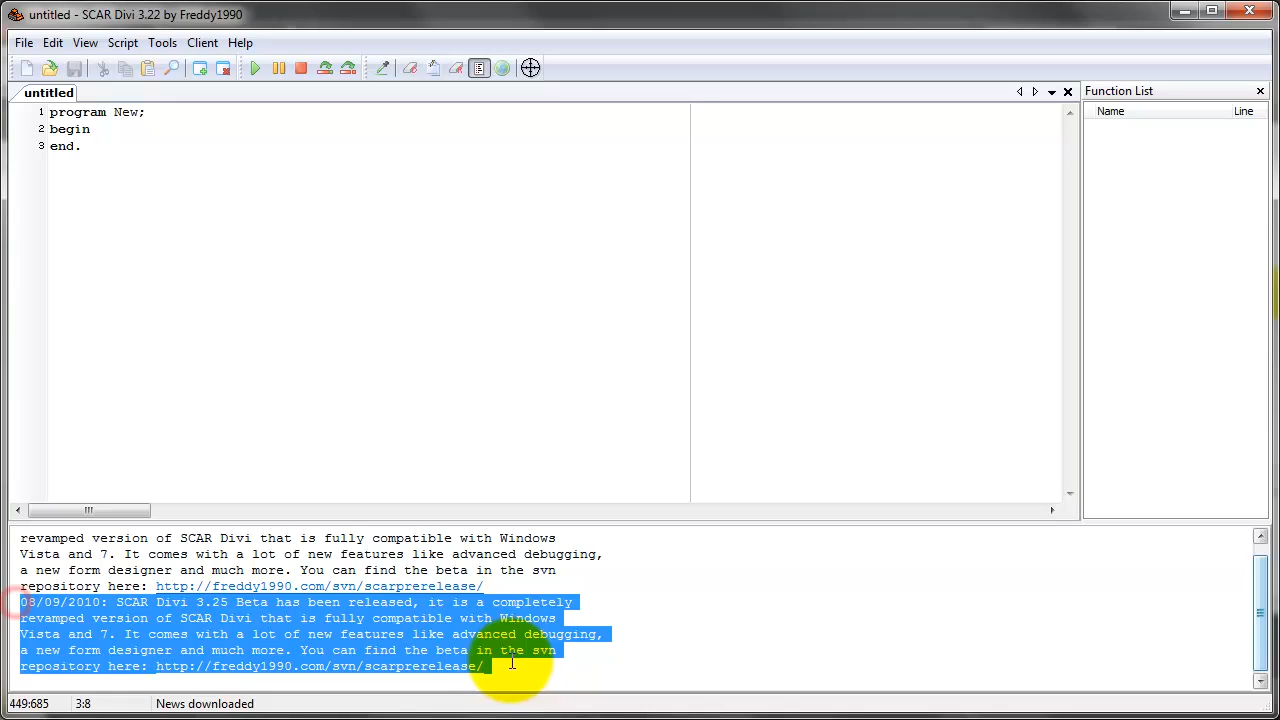 untitled - SCAR Divi 3.22 by Freddy1990
File Edit View Script Tools Client Help
untitled
Function List
1 program New;
2 begin
3 end.
Name Line
revamped version of SCAR Divi that is fully compatible with Windows
Vista and 7. It comes with a lot of new features like advanced debugging,
a new form designer and much more. You can find the beta in the svn
repository here: http://freddy1990.com/svn/scarprerelease/
08/09/2010: SCAR Divi 3.25 Beta has been released, it is a completely
revamped version of SCAR Divi that is fully compatible with Windows
Vista and 7. It comes with a lot of new features like advanced debugging,
a new form designer and much more. You can find the beta in the svn
repository here: http://freddy1990.com/svn/scarprerelease/
449:685 3:8 News downloaded